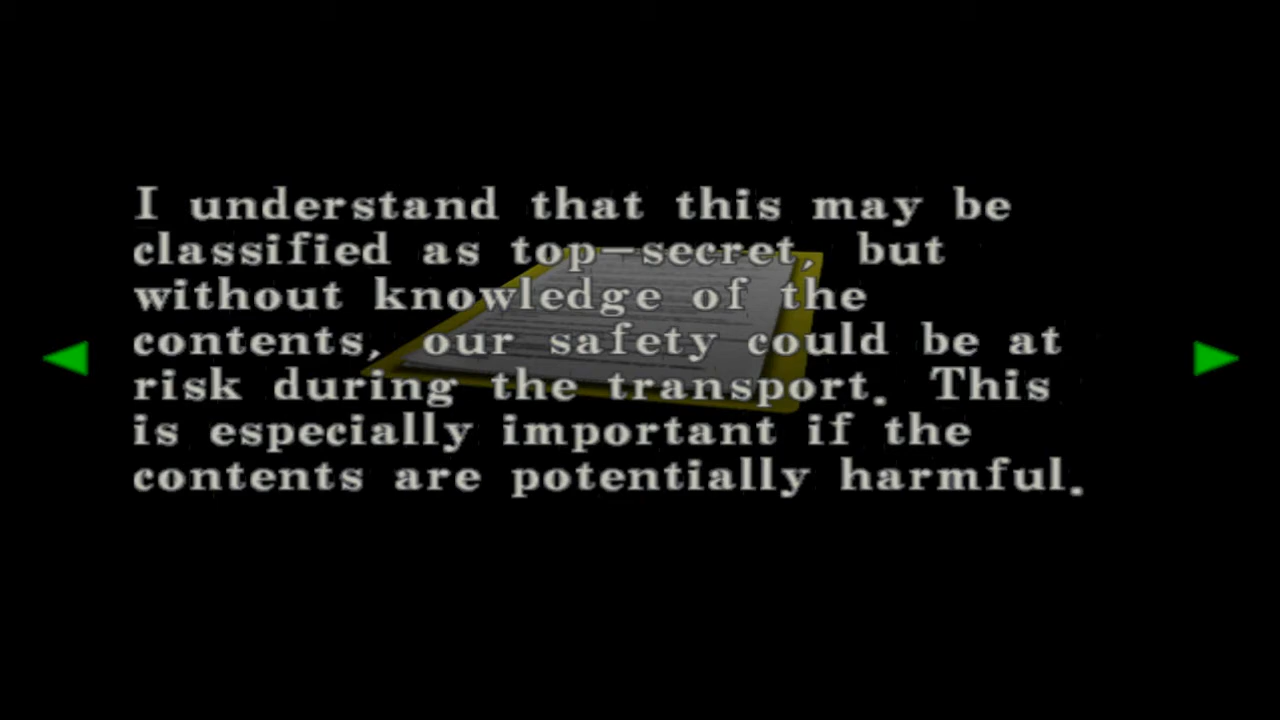 I understand that this may be
classified as top-secret, but
without knowledge of the
contents, our safety could be at
risk during the transport. This
is especially important if the
contents are potentially harmful.